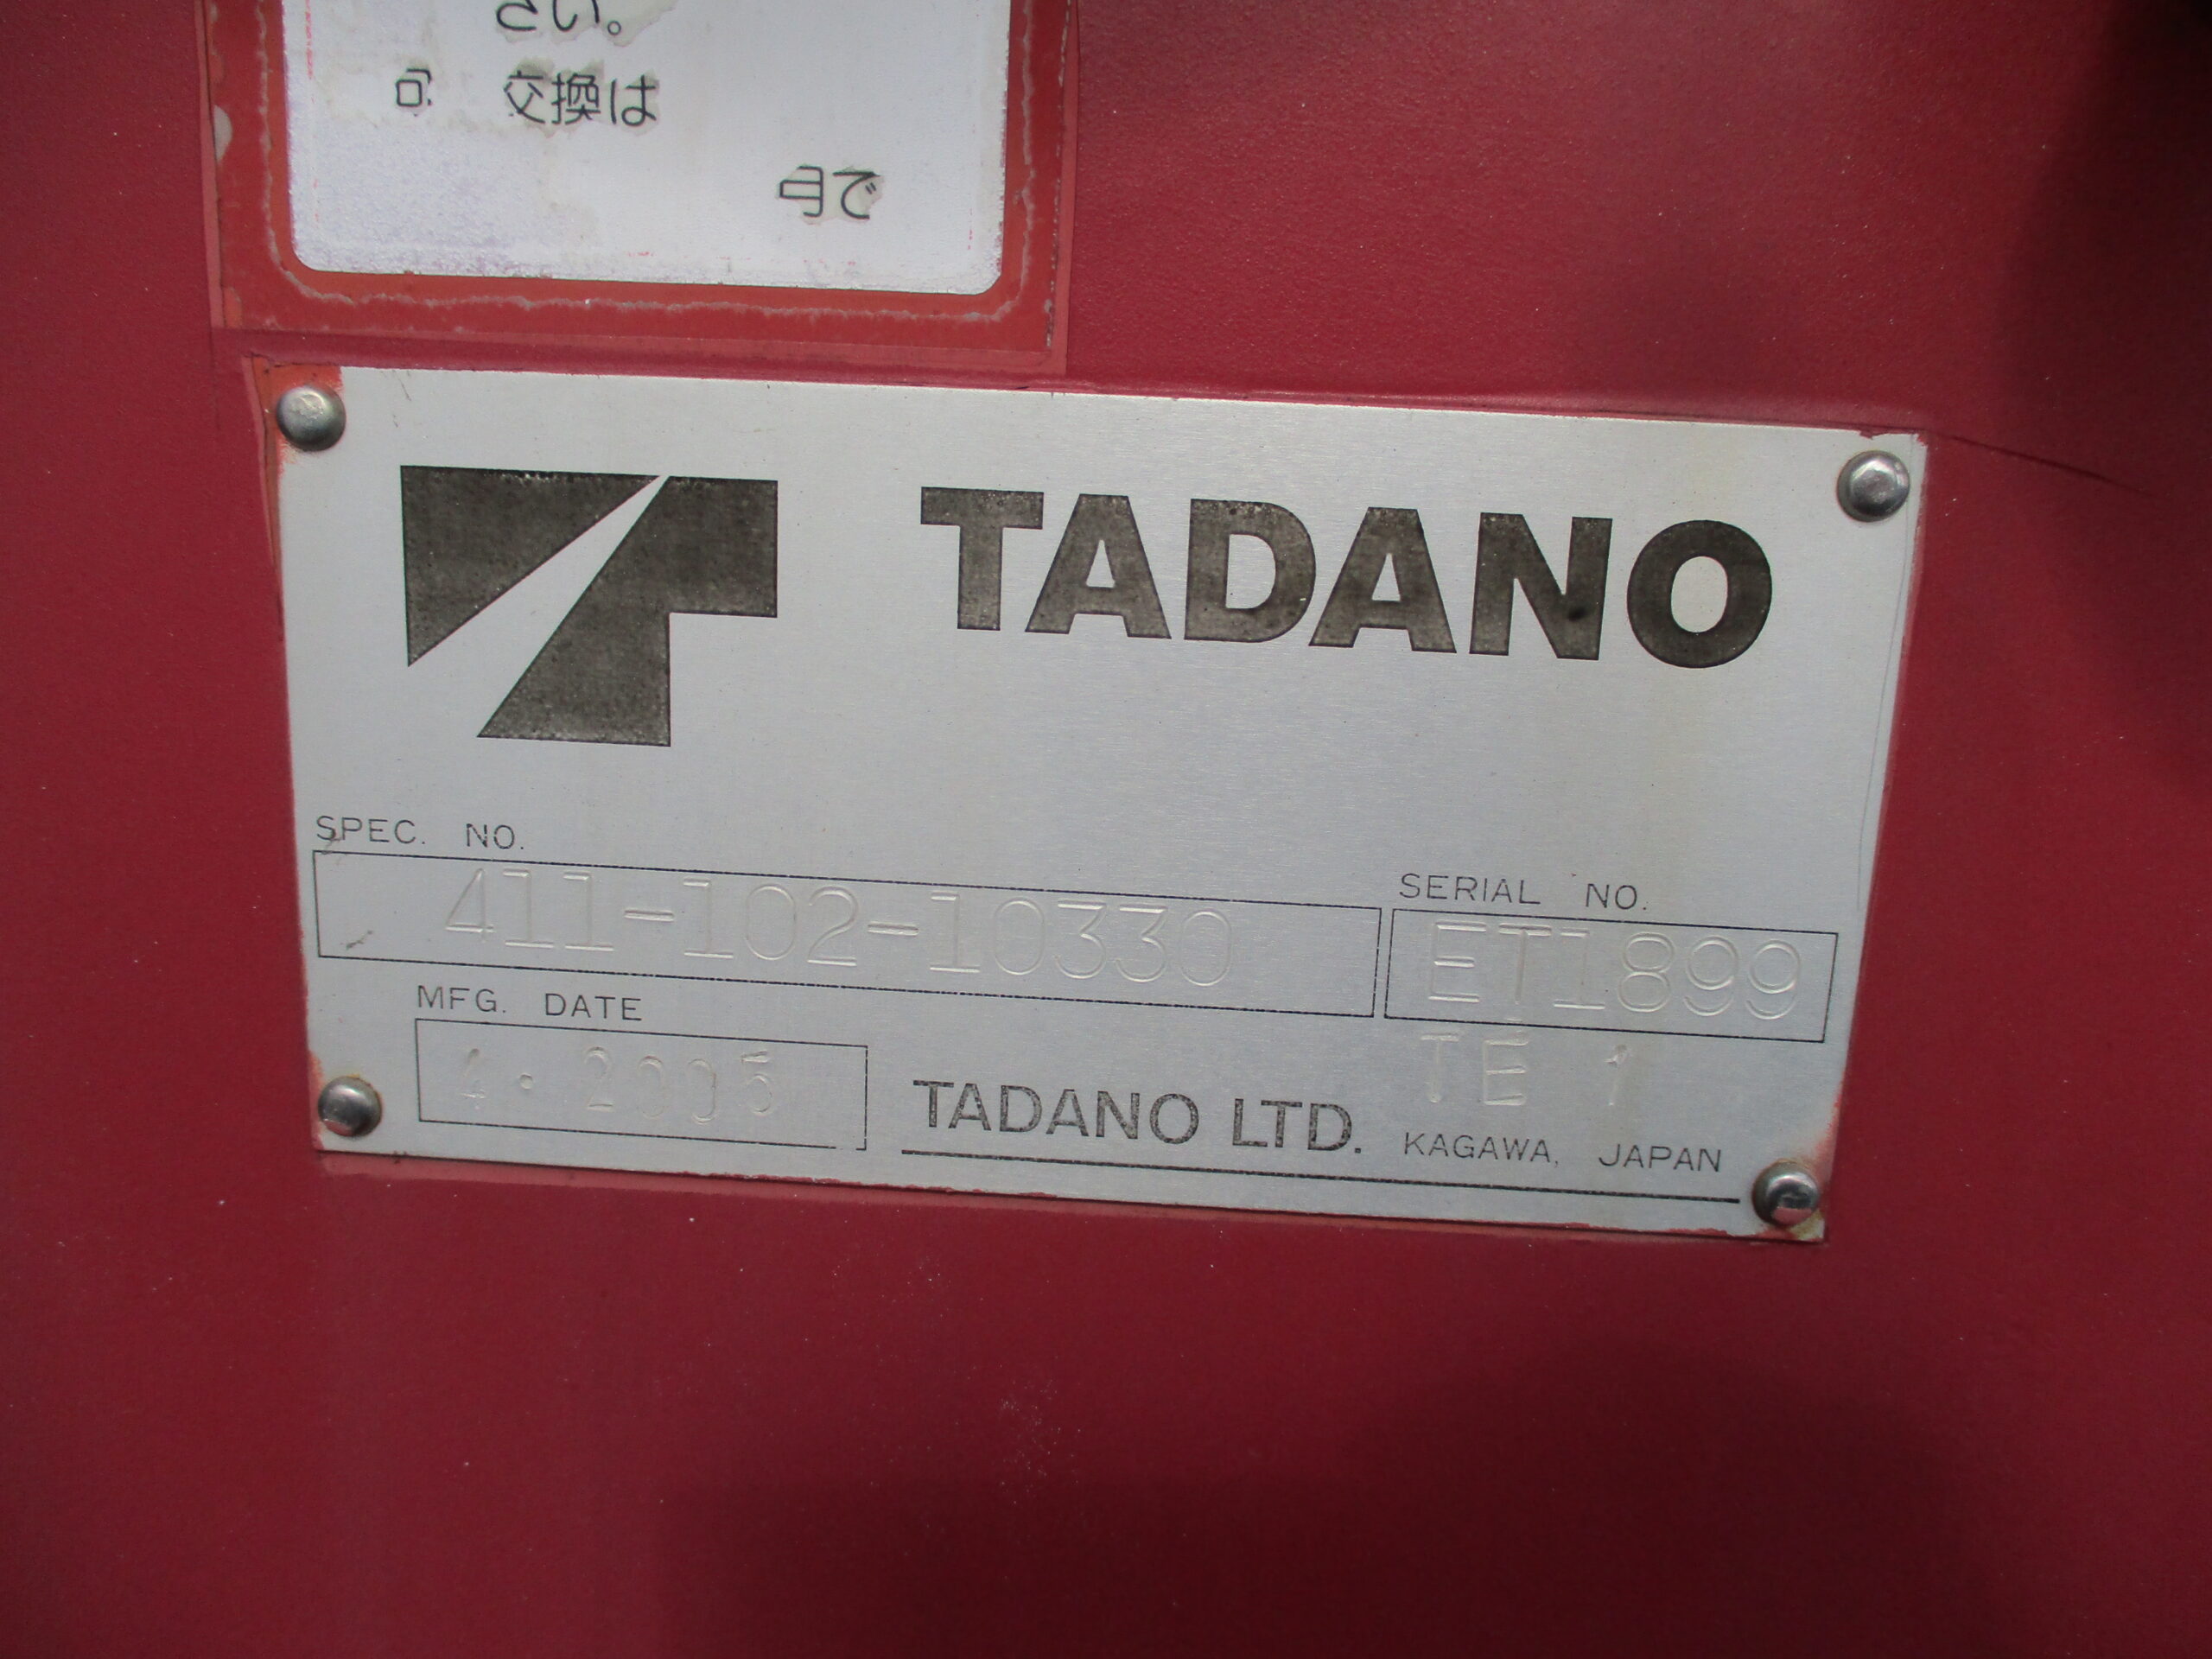 さい。
交換は
TADANO
SPEC. NO.
411-102-10330
SERIAL NO.
ET1899
MFG. DATE
4. 2005
TE 1
TADANO LTD. KAGAWA, JAPAN